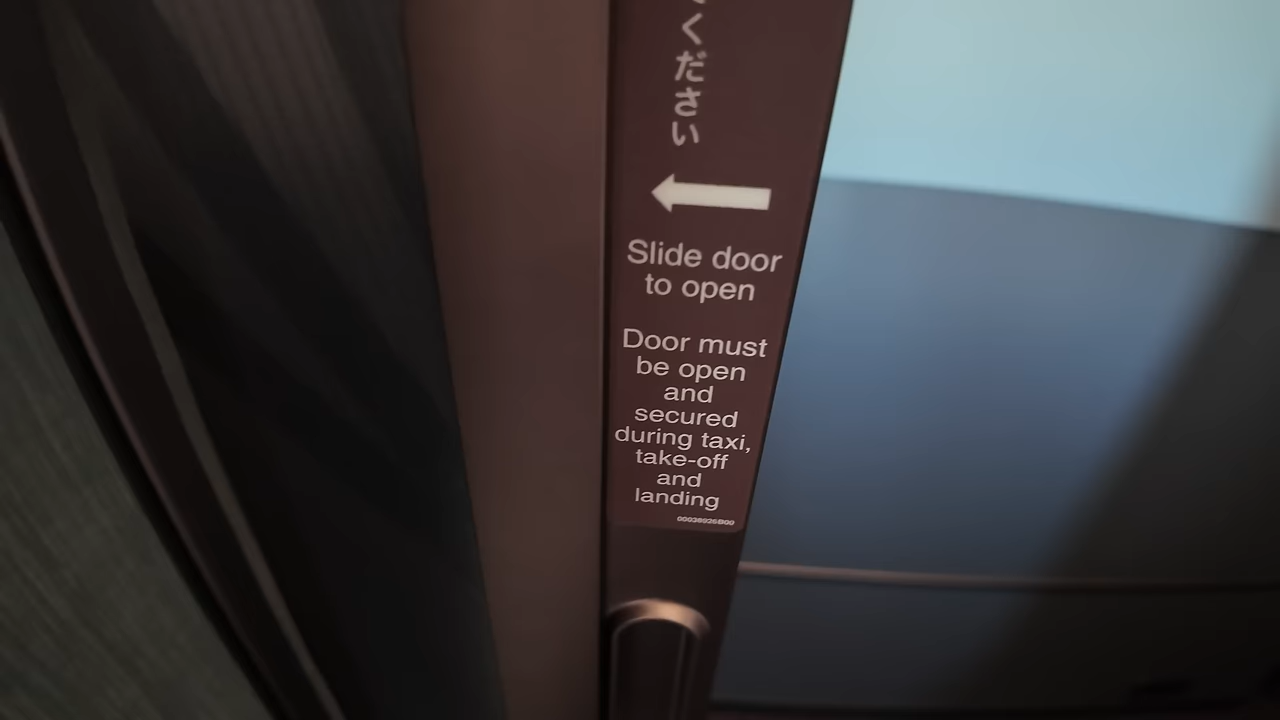 ください
Slide door
to open
Door must
be open
and
secured
during taxi,
take-off
and
landing